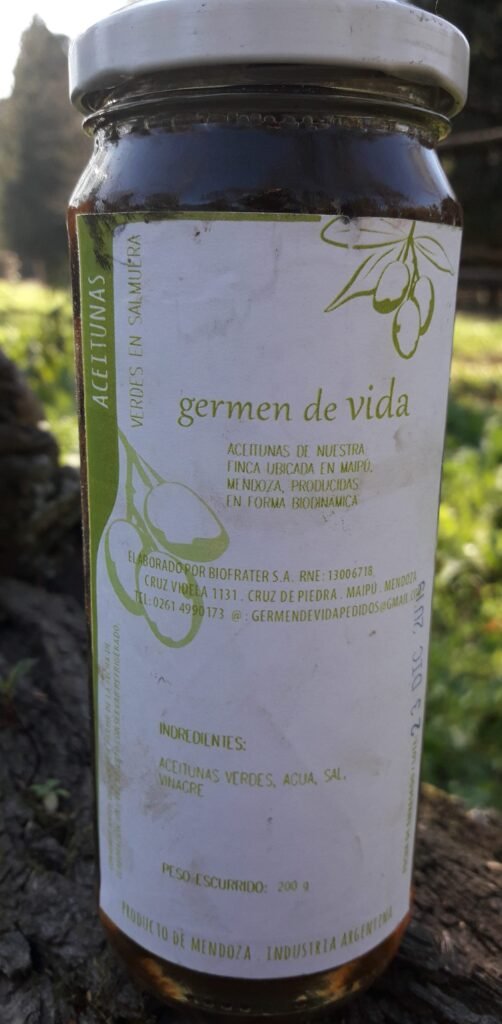 ACEITUNAS
VERDES EN SALMUERA
germen de vida
ACEITUNAS DE NUESTRA
FINCA UBICADA EN MAIPÚ,
MENDOZA, PRODUCIDAS
EN FORMA BIODINAMICA
ELABORADO POR BIOFRATER S.A. RNE: 13006718
CRUZ VIDELA 1131 . CRUZ DE PIEDRA . MAIPU . MENDOZA
TEL: 0261 4990173 @ : GERMENDEVIDAPEDIDOS@GMAIL
INDREDIENTES:
ACEITUNAS VERDES, AGUA, SAL,
VINAGRE
PESO ESCURRIDO: 200 g
PRODUCTO DE MENDOZA . INDUSTRIA ARGENTINA
23 DIC